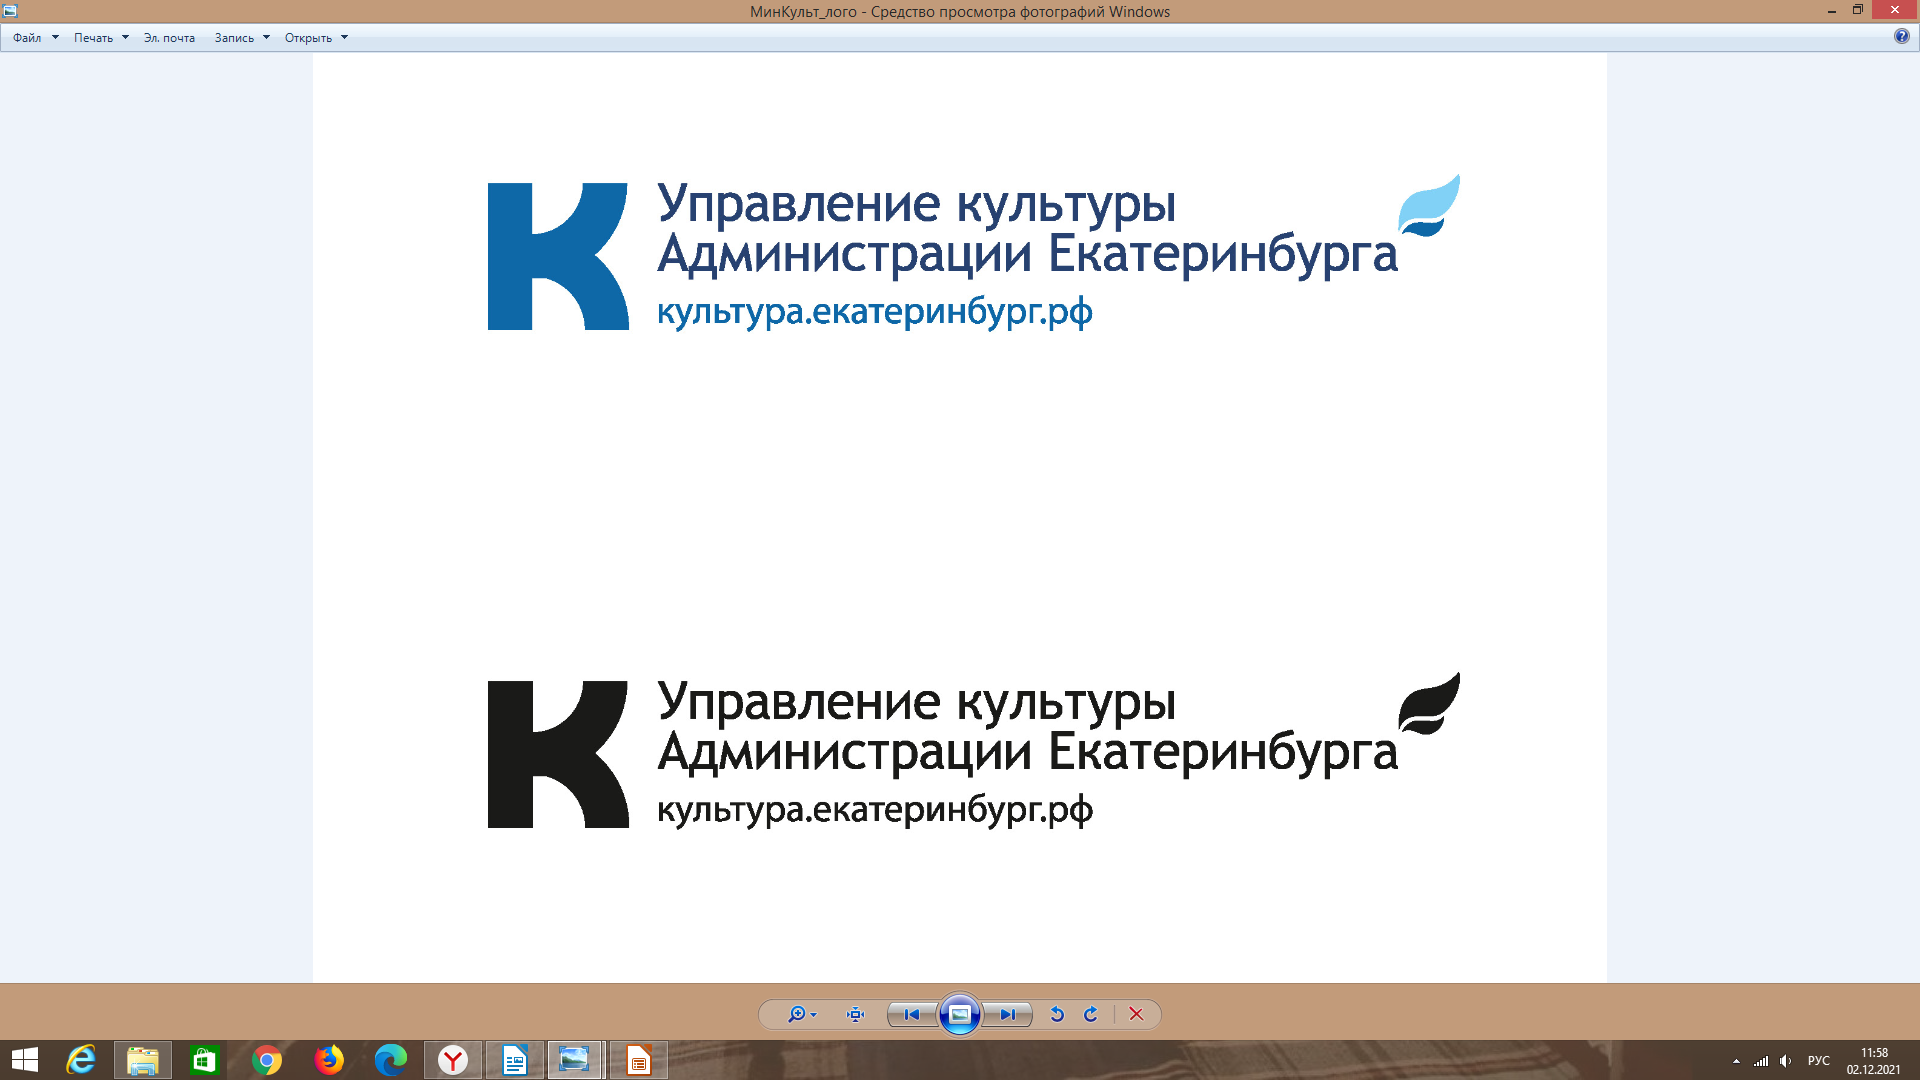 МинКульт_лого - Средство просмотра фотографий Windows
Файл Печать Эл. почта Запись Открыть
К
Управление культуры
Администрации Екатеринбурга
культура.екатеринбург.рф
К
Управление культуры
Администрации Екатеринбурга
культура.екатеринбург.рф
РУС
11:58
02.12.2021